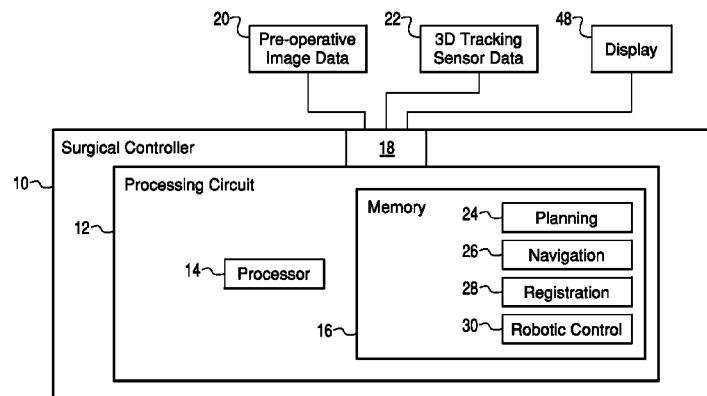 20
Pre-operative
Image Data
22
3D Tracking
Sensor Data
48
Display
Surgical Controller
18
10
Processing Circuit
12
Memory
24
Planning
26
Navigation
14
Processor
28
Registration
16
30
Robotic Control